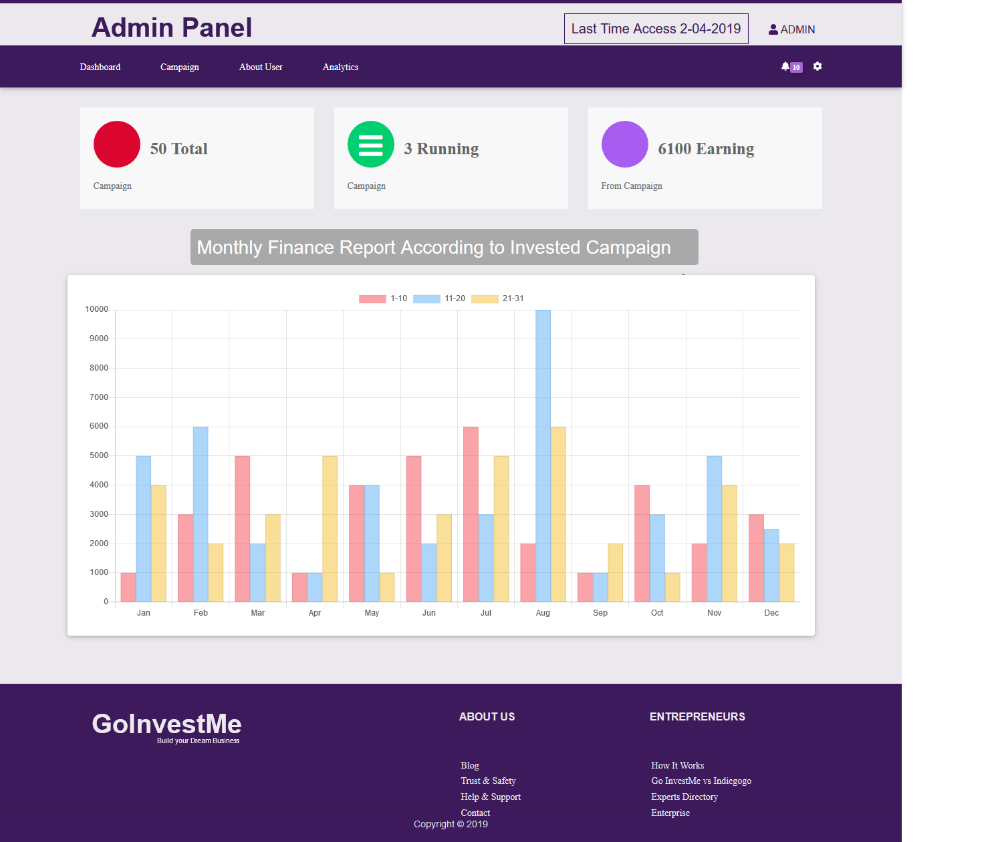 Admin Panel
Last Time Access 2-04-2019
ADMIN
Dashboard
Campaign
About User
Analytics
10
50 Total
Campaign
3 Running
Campaign
6100 Earning
From Campaign
Monthly Finance Report According to Invested Campaign
1-10
11-20
21-31
10000
9000
8000
7000
6000
5000
4000
3000
2000
1000
0
Jan
Feb
Mar
Apr
May
Jun
Jul
Aug
Sep
Oct
Nov
Dec
GoInvestMe
Build your Dream Business
ABOUT US
Blog
Trust & Safety
Help & Support
Contact
ENTREPRENEURS
How It Works
Go InvestMe vs Indiegogo
Experts Directory
Enterprise
Copyright © 2019